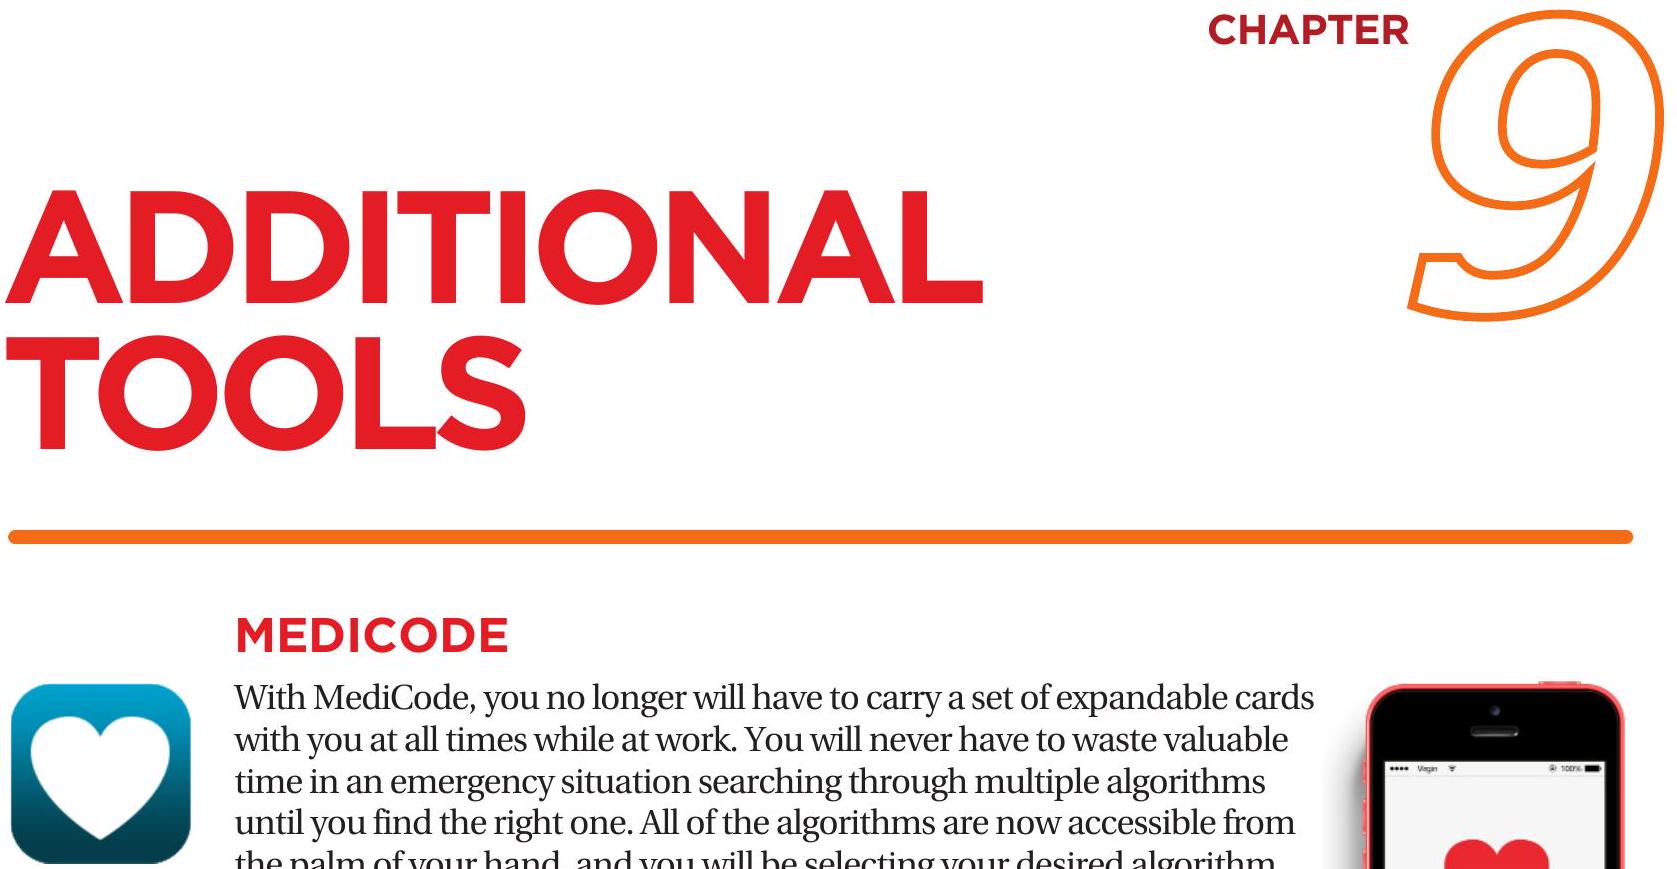 CHAPTER 9
ADDITIONAL
TOOLS
MEDICODE
With MediCode, you no longer will have to carry a set of expandable cards
with you at all times while at work. You will never have to waste valuable
time in an emergency situation searching through multiple algorithms
until you find the right one. All of the algorithms are now accessible from
the palm of your hand, and you will be selecting your desired algorithm
Virgin 100%